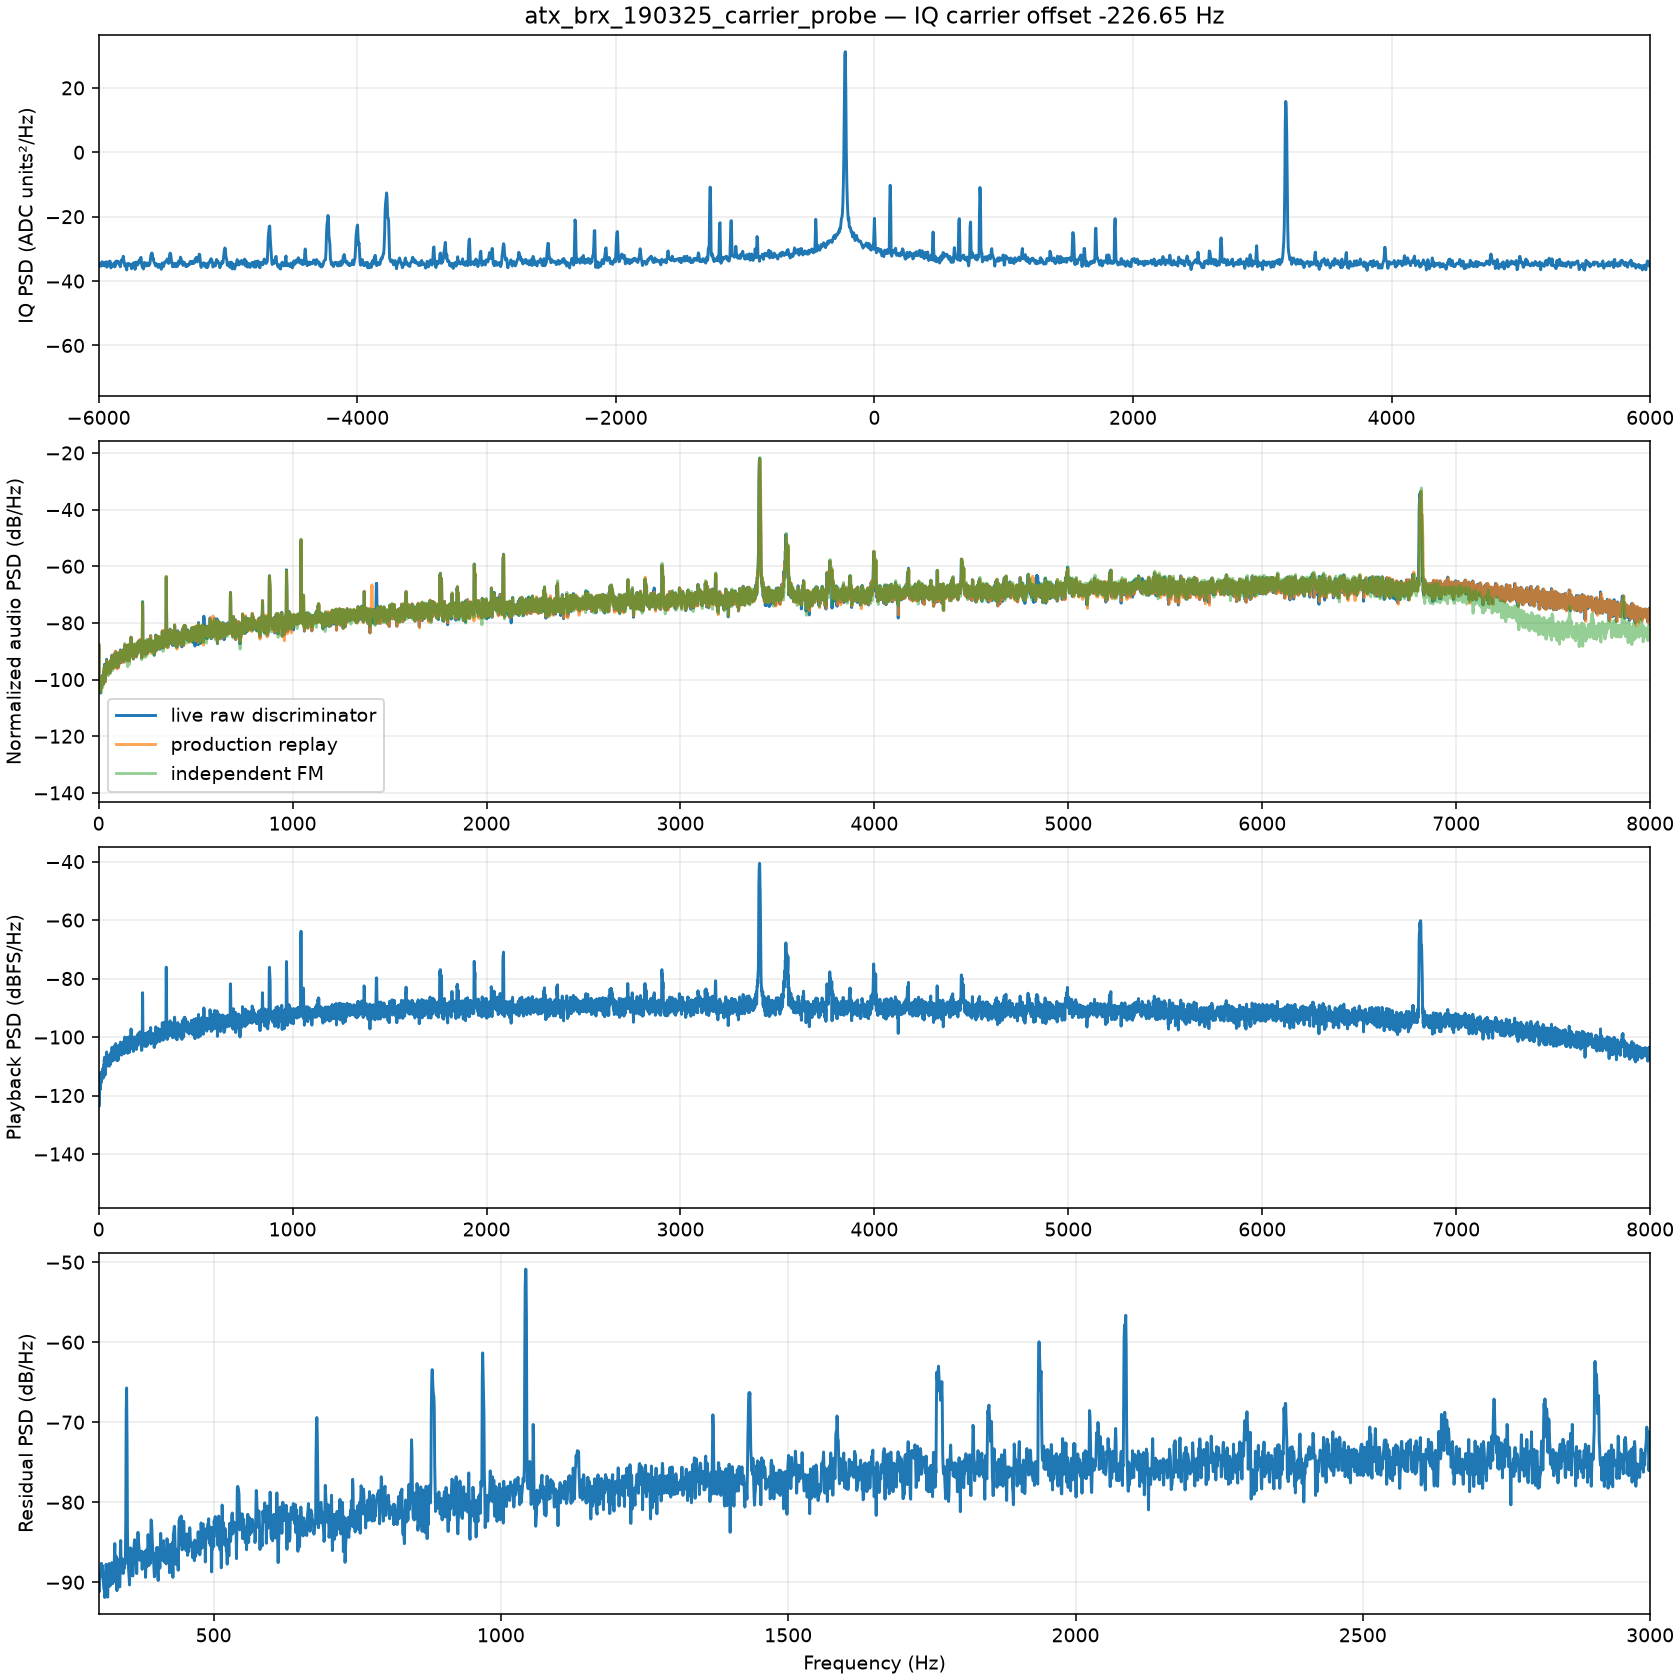 atx_brx_190325_carrier_probe — IQ carrier offset -226.65 Hz
IQ PSD (ADC units²/Hz)
20
0
−20
−40
−60
−6000 −4000 −2000 0 2000 4000 6000
Normalized audio PSD (dB/Hz)
−20
−40
−60
−80
−100
−120
−140
live raw discriminator
production replay
independent FM
0 1000 2000 3000 4000 5000 6000 7000 8000
Playback PSD (dBFS/Hz)
−40
−60
−80
−100
−120
−140
0 1000 2000 3000 4000 5000 6000 7000 8000
Residual PSD (dB/Hz)
−50
−60
−70
−80
−90
500 1000 1500 2000 2500 3000
Frequency (Hz)